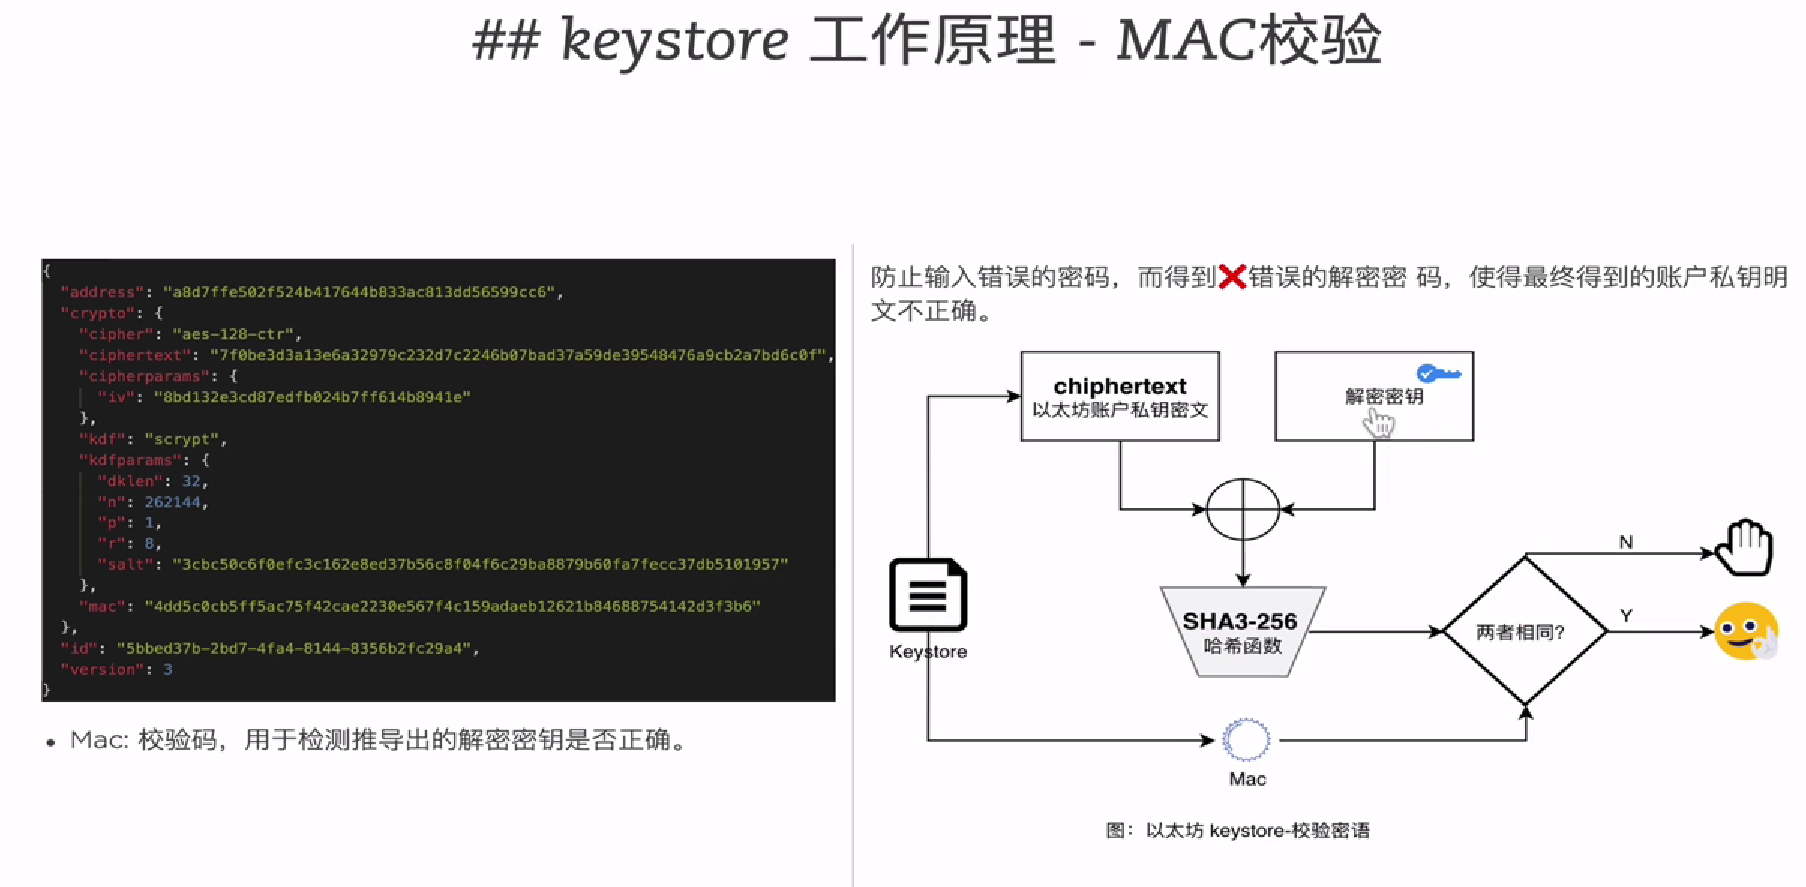 ## keystore 工作原理 - MAC校验
{
"address": "a8d7ffe502f524b417644b833ac813dd56599cc6",
"crypto": {
"cipher": "aes-128-ctr",
"ciphertext": "7f0be3d3a13e6a32979c232d7c2246b07bad37a59de39548476a9cb2a7bd6c0f",
"cipherparams": {
"iv": "8bd132e3cd87edfb024b7ff614b8941e"
},
"kdf": "scrypt",
"kdfparams": {
"dklen": 32,
"n": 262144,
"p": 1,
"r": 8,
"salt": "3cbc50c6f0efc3c162e8ed37b56c8f04f6c29ba8879b60fa7fecc37db5101957"
},
"mac": "4dd5c0cb5ff5ac75f42cae2230e567f4c159adaeb12621b84688754142d3f3b6"
},
"id": "5bbed37b-2bd7-4fa4-8144-8356b2fc29a4",
"version": 3
}
• Mac: 校验码，用于检测推导出的解密密钥是否正确。
防止输入错误的密码，而得到❌错误的解密密 码，使得最终得到的账户私钥明
文不正确。
chiphertext
以太坊账户私钥密文
解密密钥
SHA3-256
哈希函数
Keystore
两者相同?
N
Y
Mac
图：以太坊 keystore-校验密语